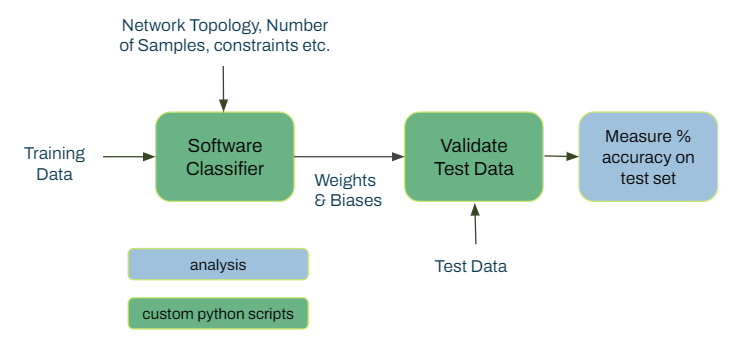 Network Topology, Number
of Samples, constraints etc.
Training
Data
Software
Classifier
Weights
& Biases
Validate
Test Data
Measure %
accuracy on
test set
Test Data
analysis
custom python scripts